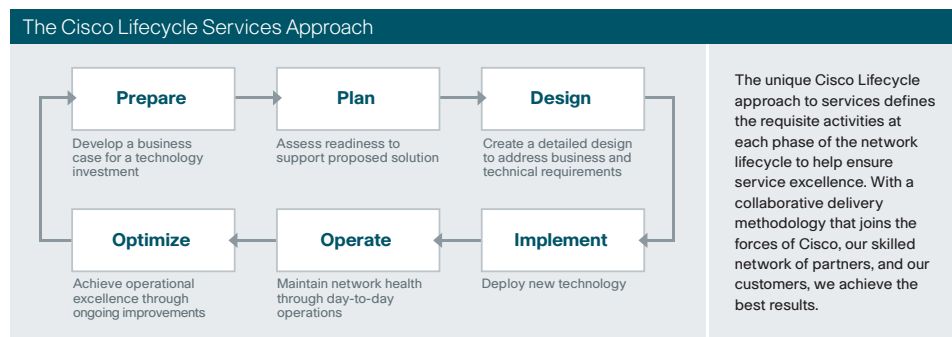 The Cisco Lifecycle Services Approach
Prepare
Develop a business
case for a technology
investment
Plan
Assess readiness to
support proposed solution
Design
Create a detailed design
to address business and
technical requirements
Implement
Deploy new technology
Operate
Maintain network health
through day-to-day
operations
Optimize
Achieve operational
excellence through
ongoing improvements
The unique Cisco Lifecycle
approach to services defines
the requisite activities at
each phase of the network
lifecycle to help ensure
service excellence. With a
collaborative delivery
methodology that joins the
forces of Cisco, our skilled
network of partners, and our
customers, we achieve the
best results.